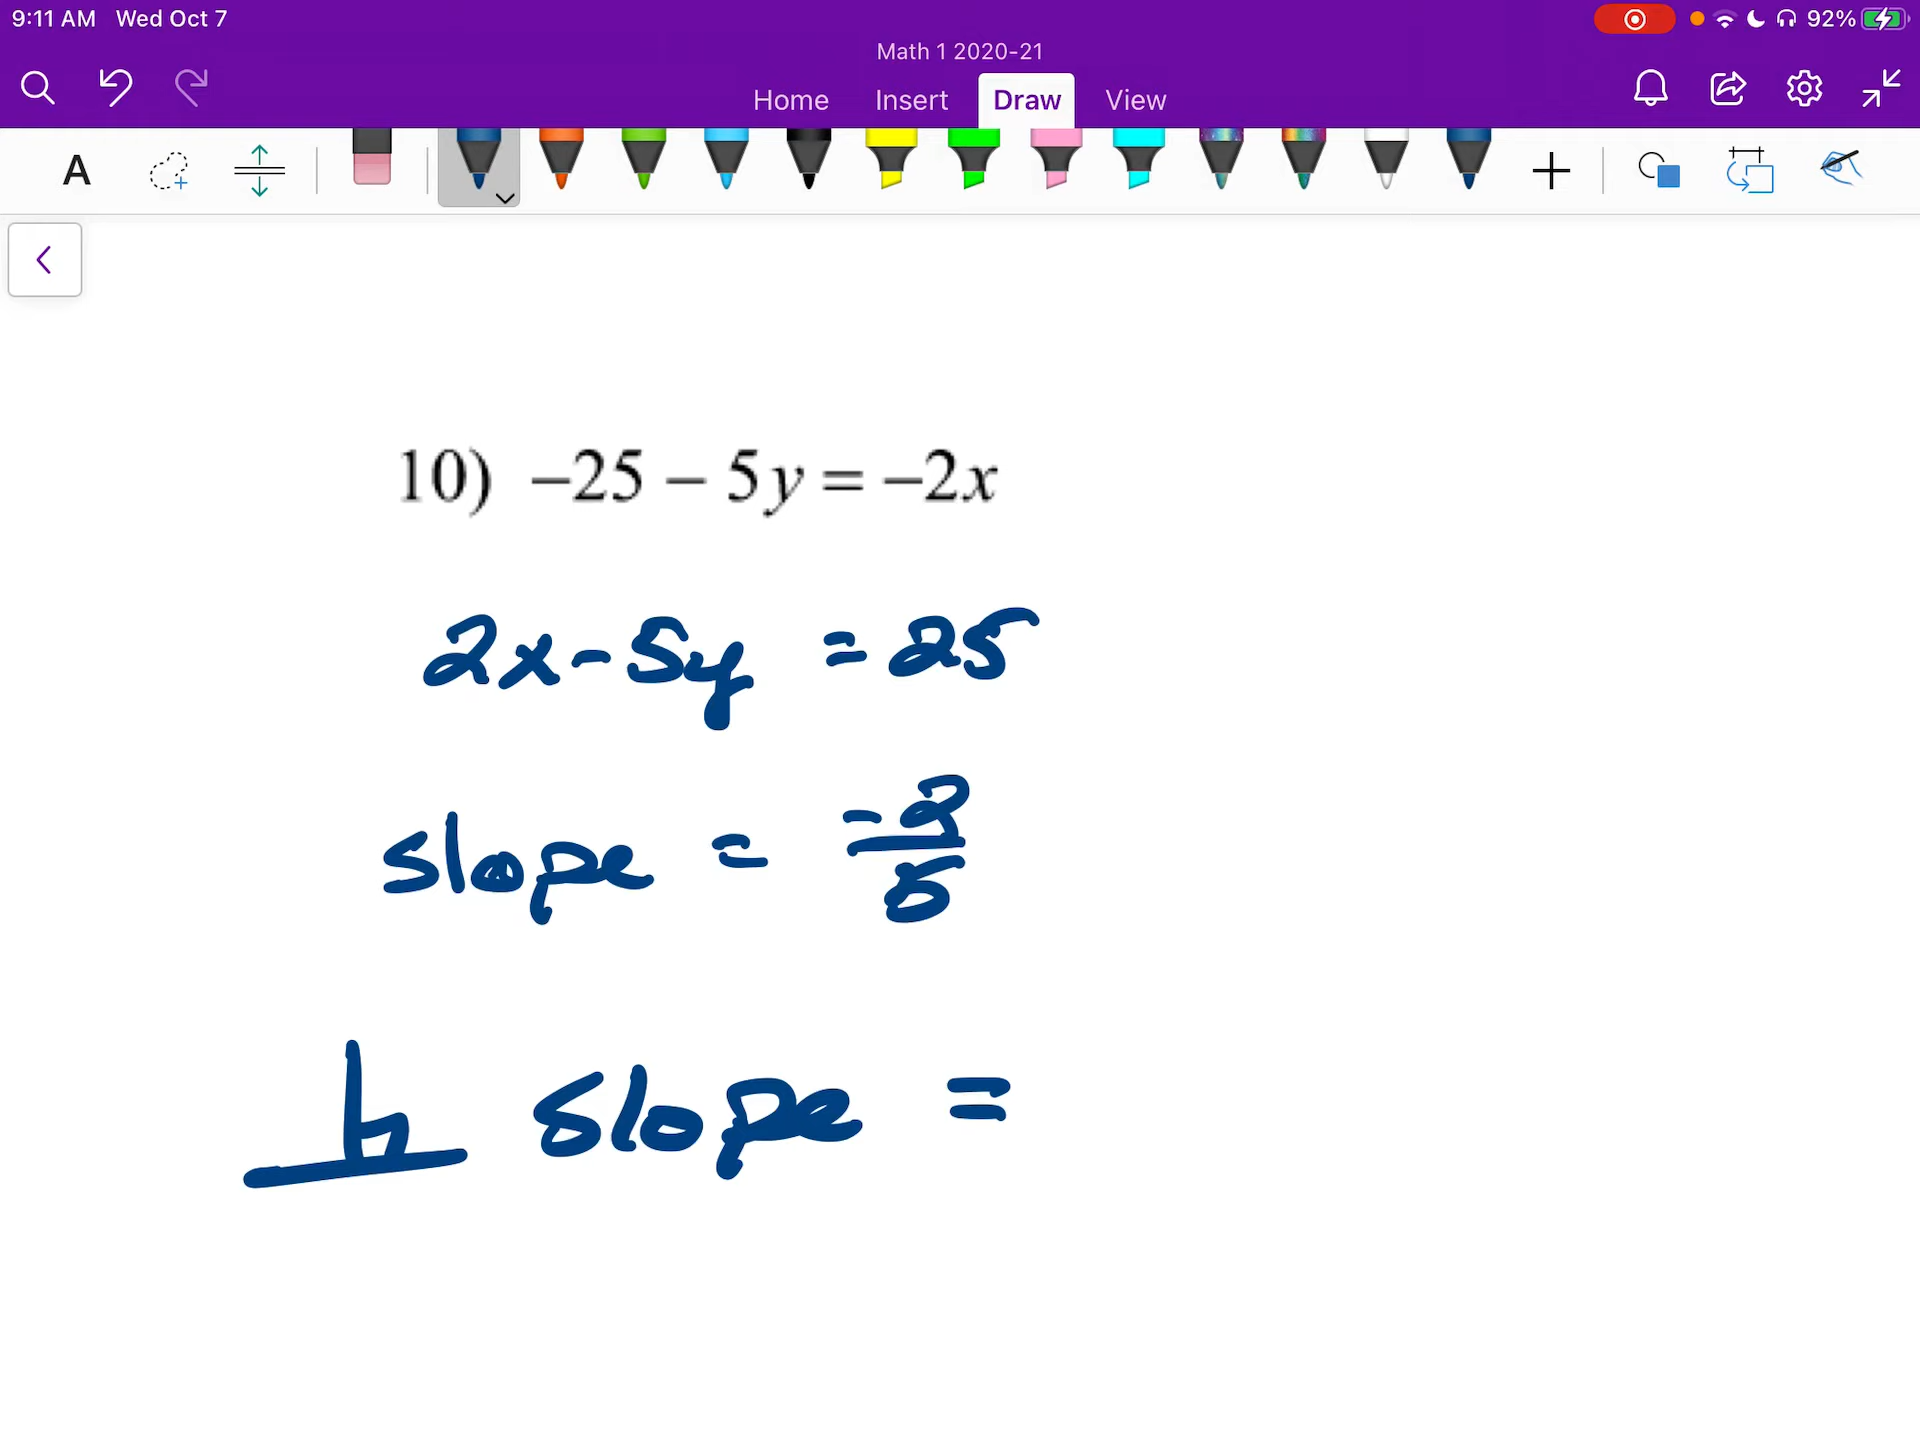 9:11 AM Wed Oct 7
92%
Math 1 2020-21
Home Insert Draw View
A
10) −25 − 5y = −2x
2x - 5y = 25
slope = -2/5
⊥ slope =